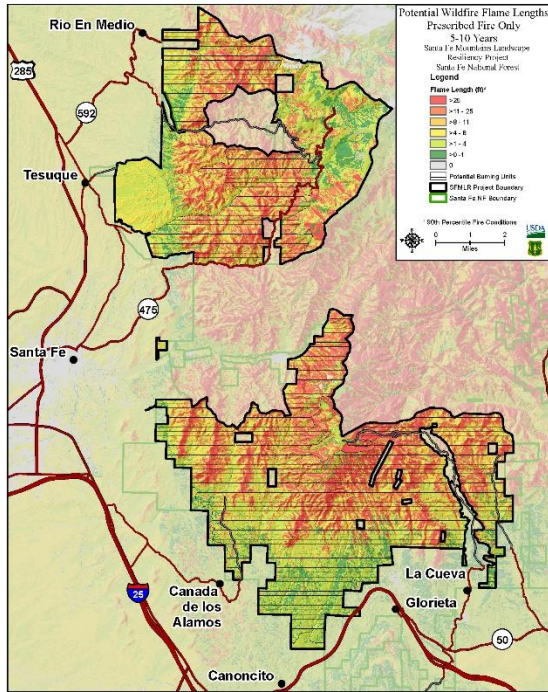 Potential Wildfire Flame Lengths
Prescribed Fire Only
5-10 Years
Santa Fe Mountains Landscape
Resiliency Project
Santa Fe National Forest
Legend
Flame Length (ft)¹
>25
>11 - 25
>8 - 11
>4 - 8
>1 - 4
>0 -1
0
Potential Burning Units
SFMLR Project Boundary
Santa Fe NF Boundary
¹ 90th Percentile Fire Conditions
USDA
0 1 2
Miles
Rio En Medio
285
592
Tesuque
475
Santa Fe
25
Canada
de los
Alamos
La Cueva
Glorieta
50
Canoncito